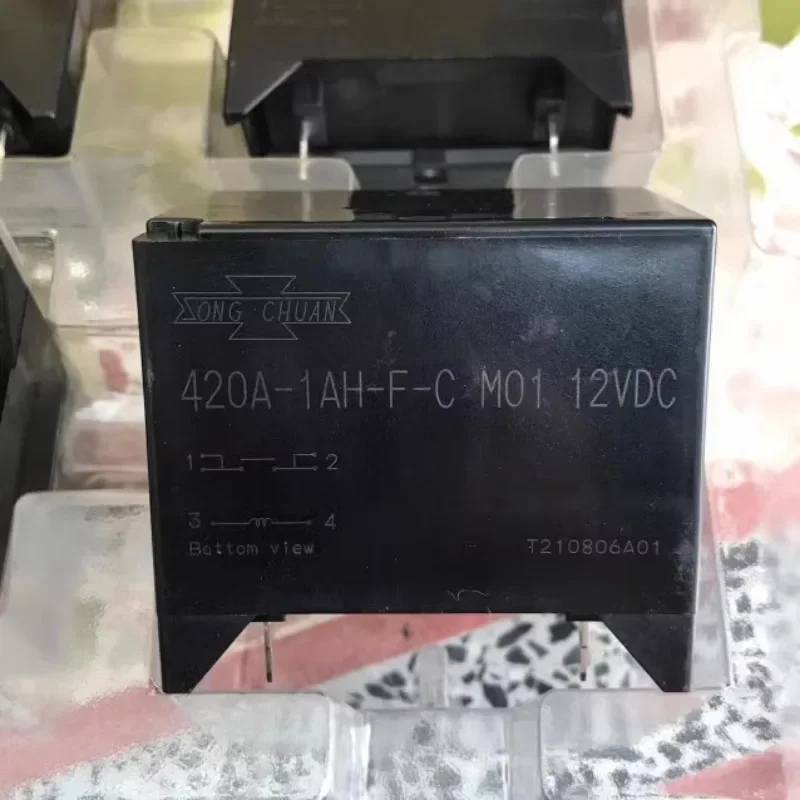 SONG CHUAN
420A-1AH-F-C M01 12VDC
1 2
3 4
Bottom view T210806A01